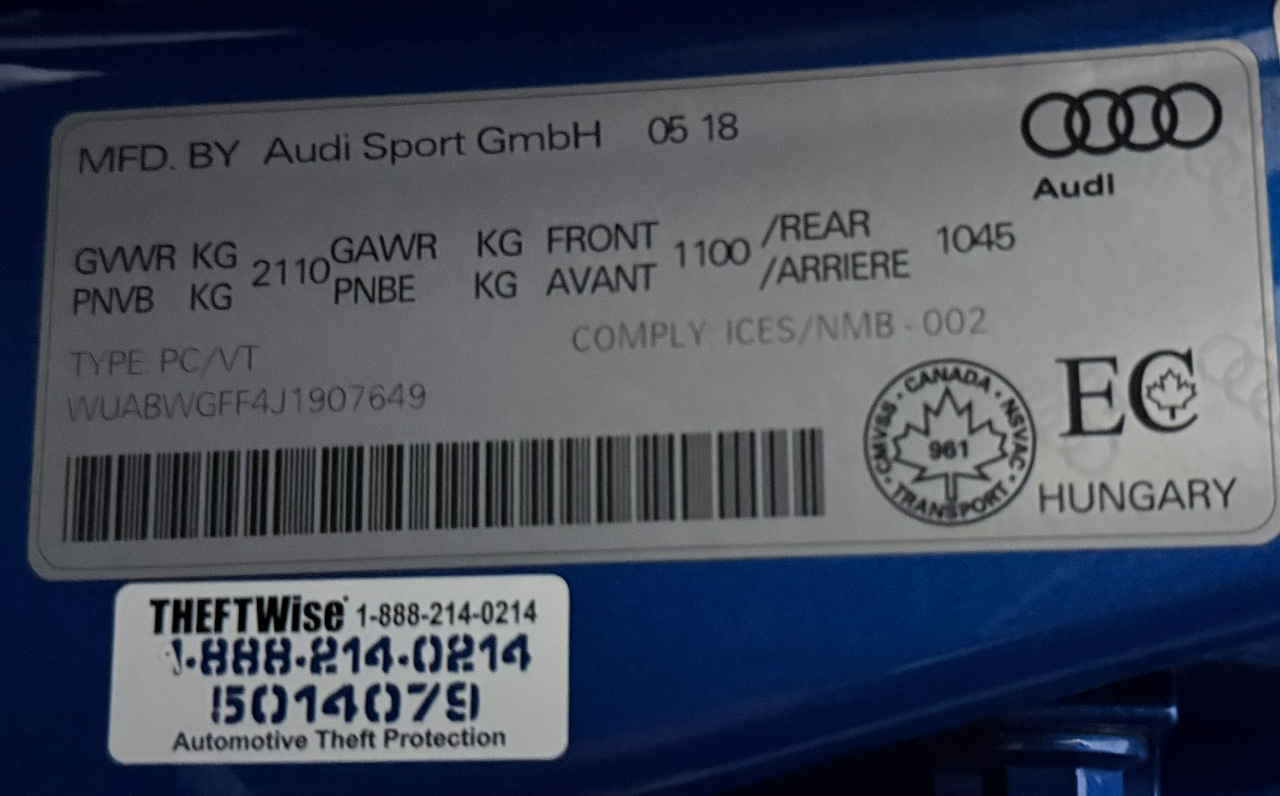 MFD. BY Audi Sport GmbH 05 18
Audi
GVWR KG 2110 GAWR KG FRONT 1100 /REAR 1045
PNVB KG PNBE KG AVANT /ARRIERE
TYPE PC/VT
COMPLY ICES/NMB - 002
WUABWGFF4J1907649
CANADA · NSVAC · TRANSPORT · CMVSS ·
961
EC
HUNGARY
THEFTWise 1-888-214-0214
1-888-214-0214
15014079
Automotive Theft Protection